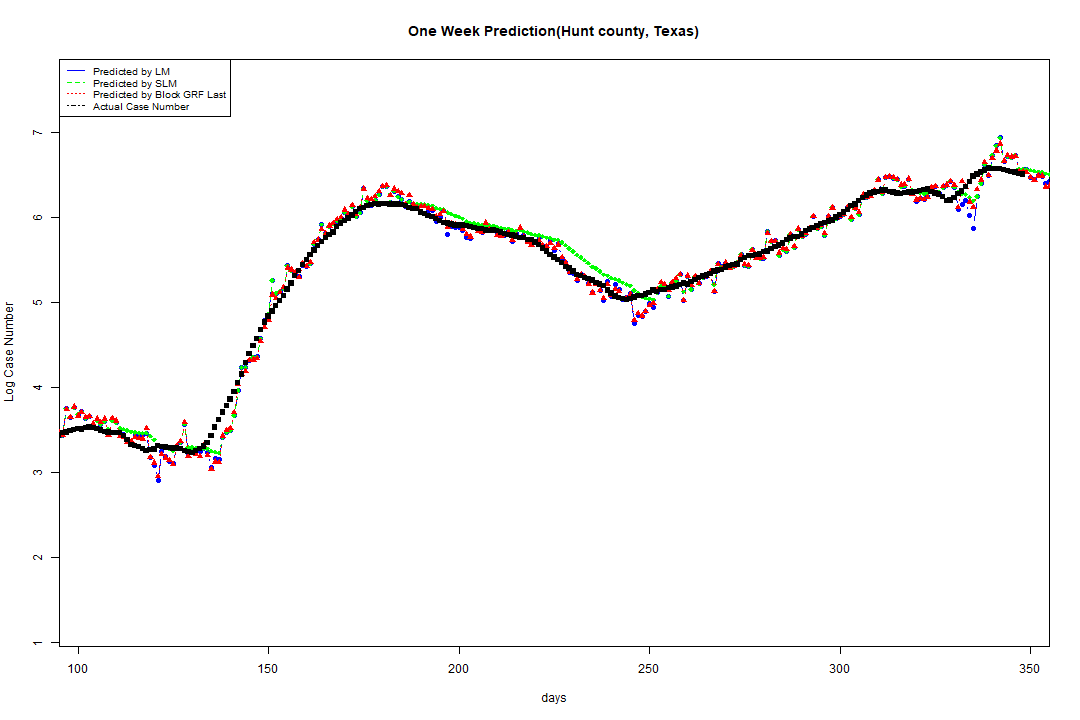 One Week Prediction(Hunt county, Texas)
Predicted by LM
Predicted by SLM
Predicted by Block GRF Last
Actual Case Number
7
6
5
4
3
2
1
Log Case Number
100 150 200 250 300 350
days